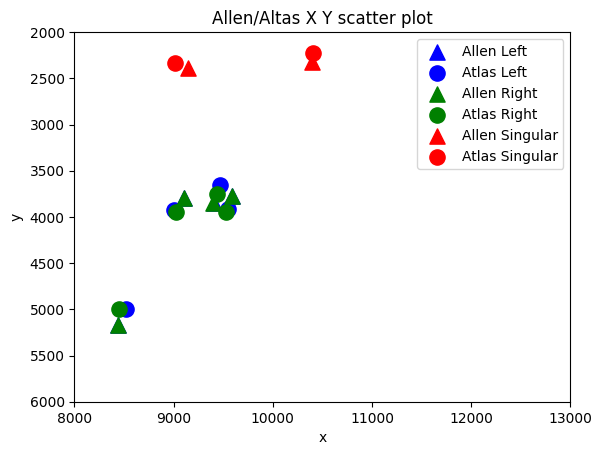 Allen/Altas X Y scatter plot
2000
2500
3000
3500
4000
4500
5000
5500
6000
y
Allen Left
Atlas Left
Allen Right
Atlas Right
Allen Singular
Atlas Singular
8000 9000 10000 11000 12000 13000
x